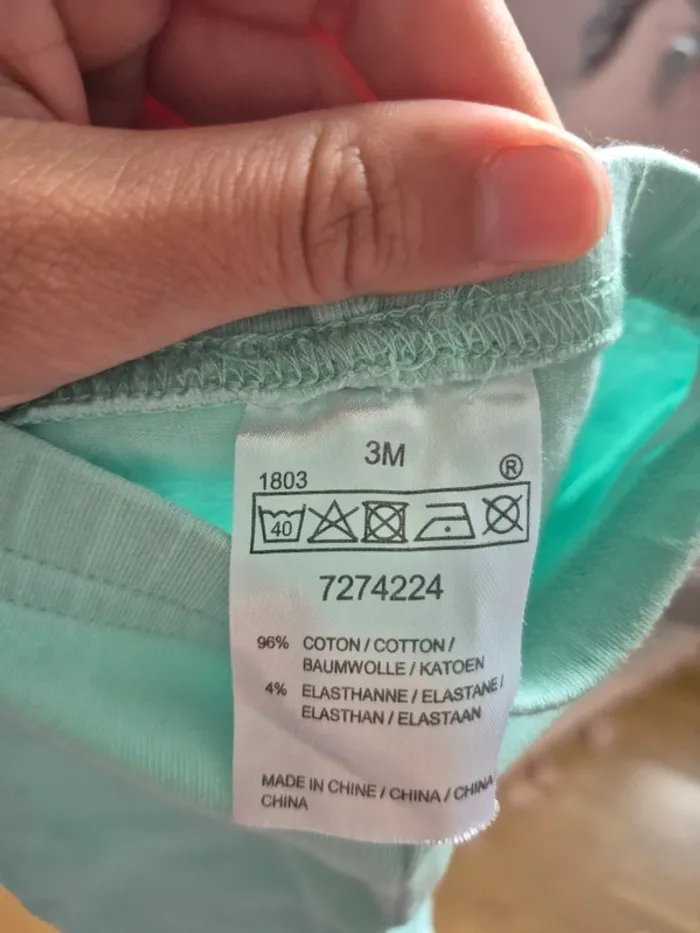 3M
1803 ®
40
7274224
96% COTON / COTTON /
BAUMWOLLE / KATOEN
4% ELASTHANNE / ELASTANE /
ELASTHAN / ELASTAAN
MADE IN CHINE / CHINA / CHINA
CHINA